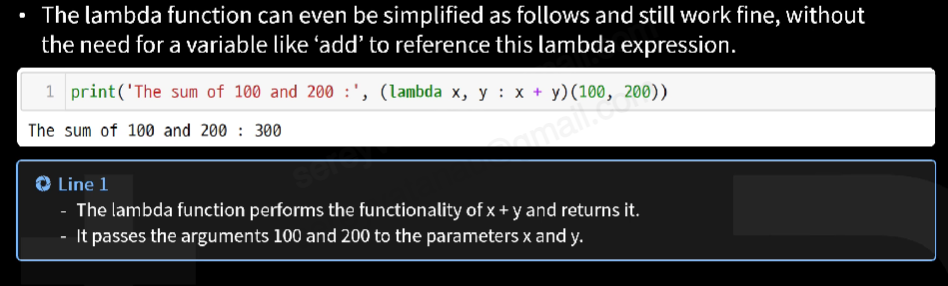 • The lambda function can even be simplified as follows and still work fine, without
the need for a variable like ‘add’ to reference this lambda expression.
1 print('The sum of 100 and 200 :', (lambda x, y : x + y)(100, 200))
The sum of 100 and 200 : 300
Line 1
- The lambda function performs the functionality of x + y and returns it.
- It passes the arguments 100 and 200 to the parameters x and y.